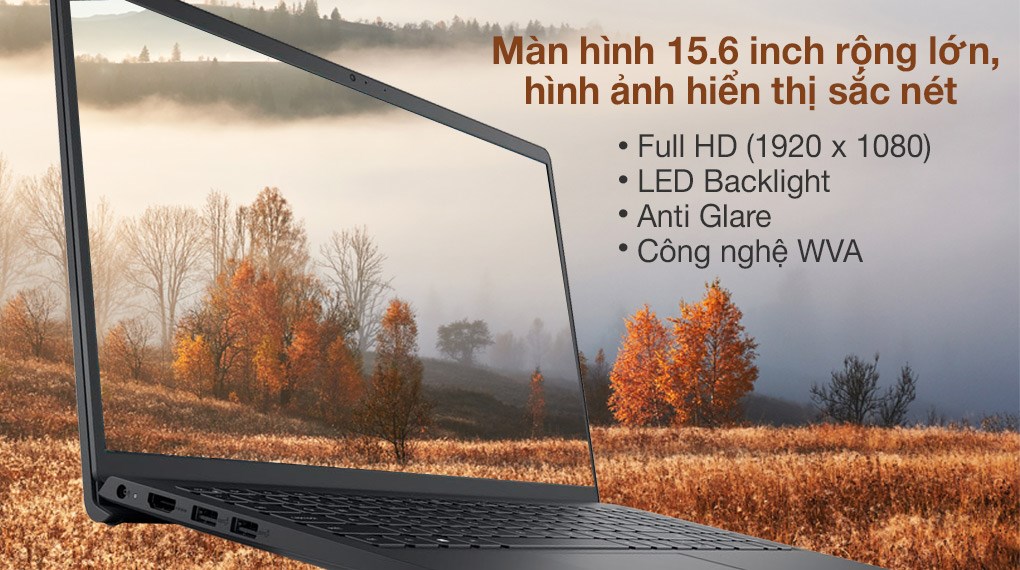 Màn hình 15.6 inch rộng lớn,
hình ảnh hiển thị sắc nét
• Full HD (1920 x 1080)
• LED Backlight
• Anti Glare
• Công nghệ WVA